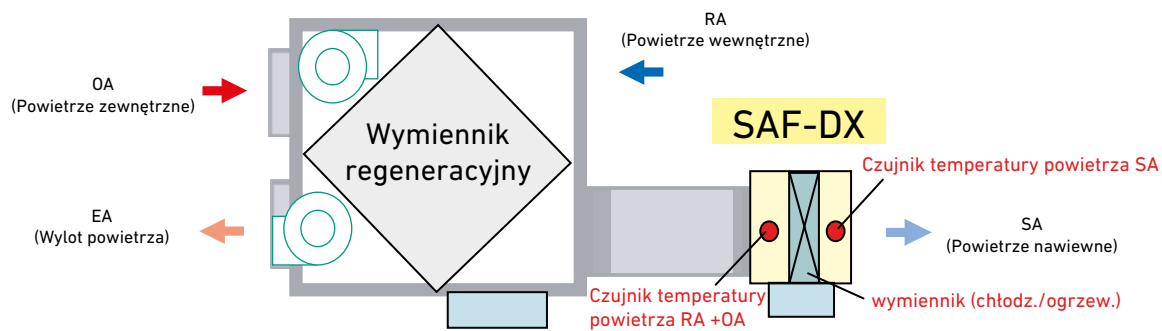 RA
(Powietrze wewnętrzne)
OA
(Powietrze zewnętrzne)
SAF-DX
Wymiennik
regeneracyjny
Czujnik temperatury powietrza SA
EA
(Wylot powietrza)
SA
(Powietrze nawiewne)
Czujnik temperatury
powietrza RA +OA
wymiennik (chłodz./ogrzew.)